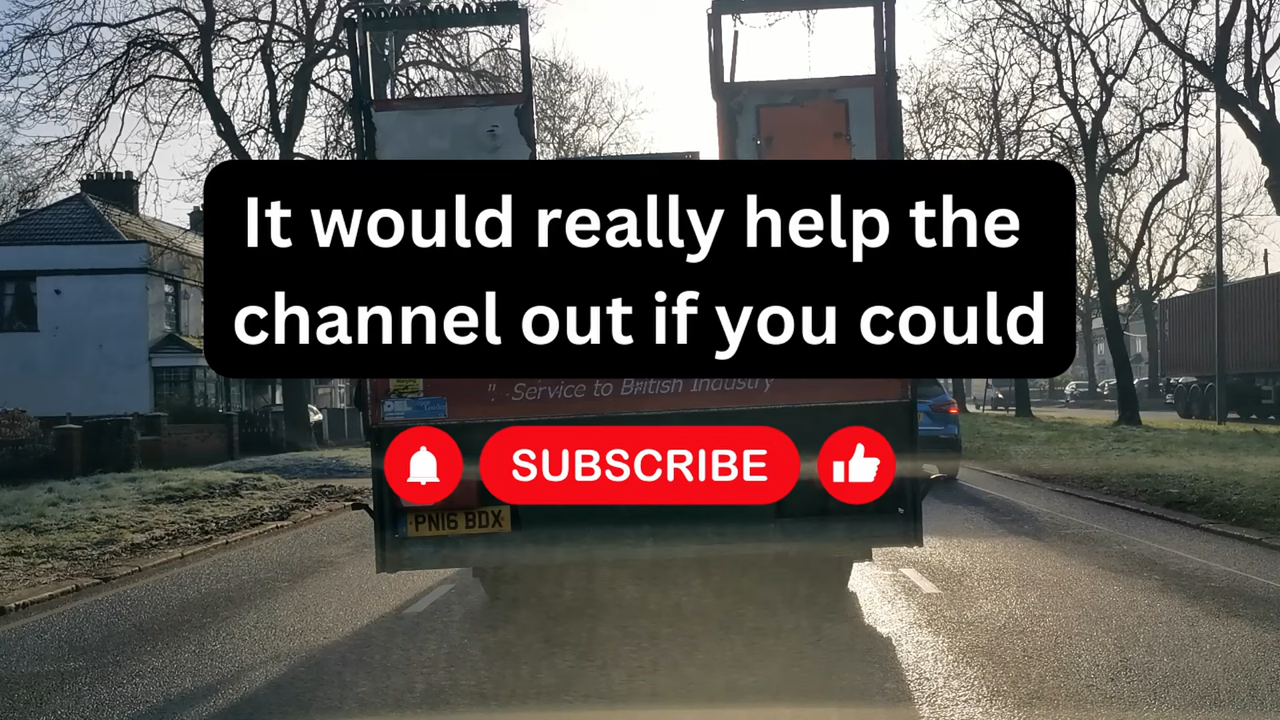 It would really help the
channel out if you could
Service to British Industry
SUBSCRIBE
PN16 BDX